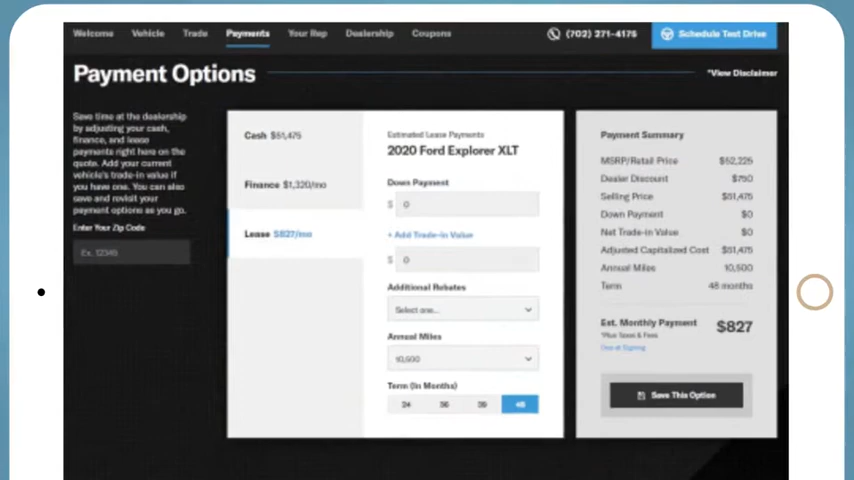 Welcome Vehicle Trade Payments Your Rep Dealership Coupons (702) 271-4175 Schedule Test Drive
Payment Options
*View Disclaimer
Save time at the dealership
by adjusting your cash,
finance, and lease
payments right here on the
quote. Add your current
vehicle's trade-in value if
you have one. You can also
save and revisit your
payment options as you go.
Enter Your Zip Code
Ex. 12345
Cash $51,475
Finance $1,320/mo
Lease $827/mo
Estimated Lease Payments
2020 Ford Explorer XLT
Down Payment
$ 0
+ Add Trade-in Value
$ 0
Additional Rebates
Select one...
Annual Miles
10,500
Term (In Months)
24 36 39 48
Payment Summary
MSRP/Retail Price $52,225
Dealer Discount $750
Selling Price $51,475
Down Payment $0
Net Trade-in Value $0
Adjusted Capitalized Cost $51,475
Annual Miles 10,500
Term 48 months
Est. Monthly Payment $827
*Plus Taxes & Fees
Due at Signing
Save This Option